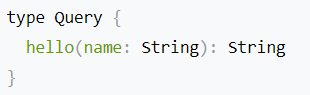 type Query {
  hello(name: String): String
}